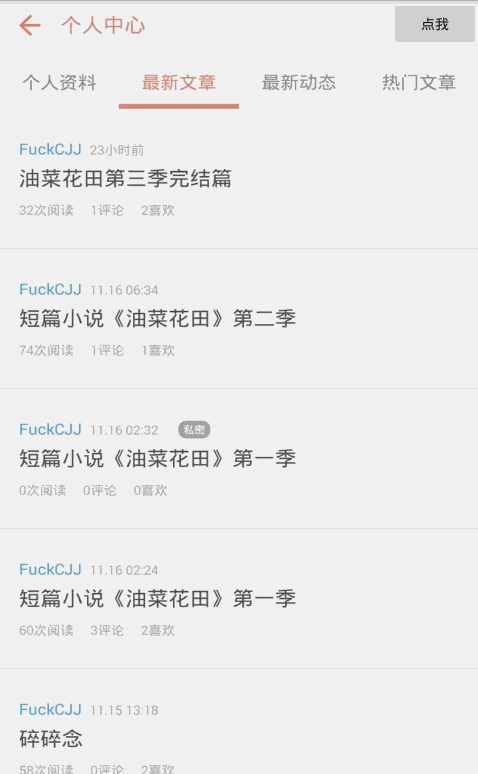 个人中心 点我
个人资料 最新文章 最新动态 热门文章
FuckCJJ 23小时前
油菜花田第三季完结篇
32次阅读 1评论 2喜欢
FuckCJJ 11.16 06:34
短篇小说《油菜花田》第二季
74次阅读 1评论 1喜欢
FuckCJJ 11.16 02:32 私密
短篇小说《油菜花田》第一季
0次阅读 0评论 0喜欢
FuckCJJ 11.16 02:24
短篇小说《油菜花田》第一季
60次阅读 3评论 2喜欢
FuckCJJ 11.15 13:18
碎碎念
58次阅读 0评论 2喜欢